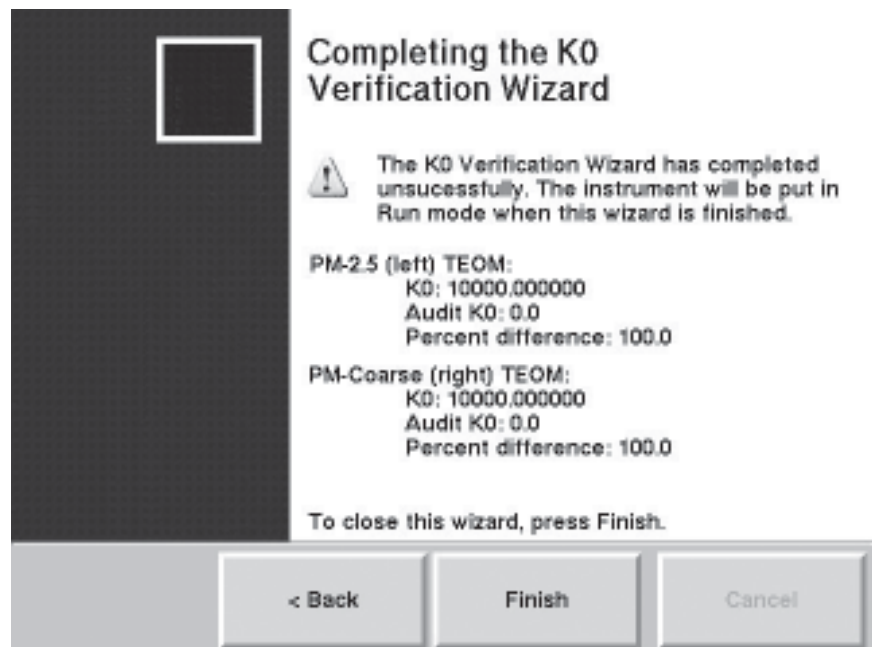 Completing the K0
Verification Wizard
The K0 Verification Wizard has completed
unsucessfully. The instrument will be put in
Run mode when this wizard is finished.
PM-2.5 (left) TEOM:
K0: 10000.000000
Audit K0: 0.0
Percent difference: 100.0
PM-Coarse (right) TEOM:
K0: 10000.000000
Audit K0: 0.0
Percent difference: 100.0
To close this wizard, press Finish.
< Back
Finish
Cancel